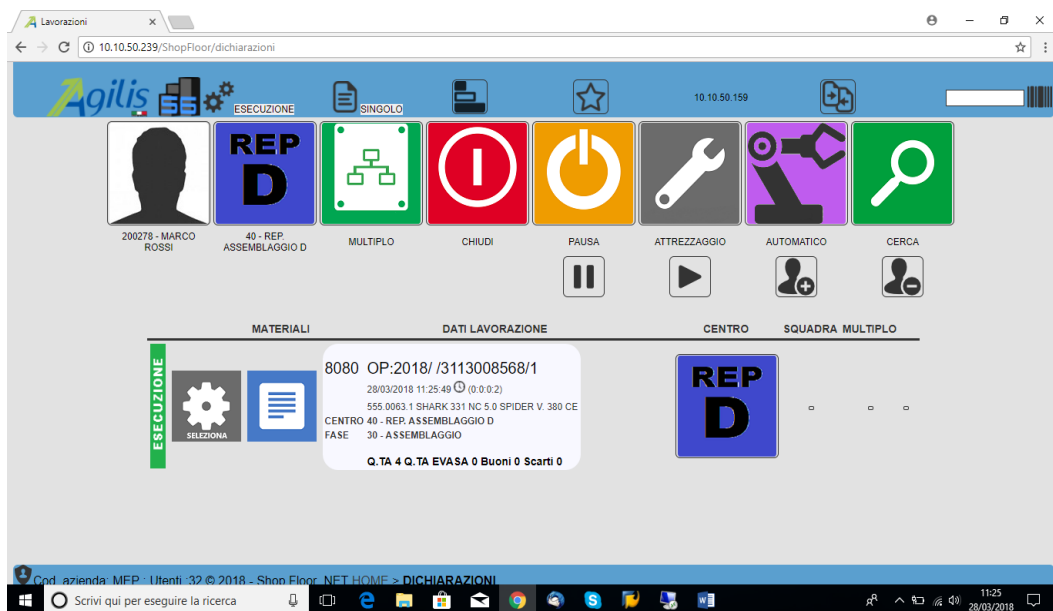 Lavorazioni
10.10.50.239/ShopFloor/dichiarazioni
Agilis
ESECUZIONE
SINGOLO
10.10.50.159
REP
D
200278 - MARCO
ROSSI
40 - REP.
ASSEMBLAGGIO D
MULTIPLO
CHIUDI
PAUSA
ATTREZZAGGIO
AUTOMATICO
CERCA
MATERIALI
DATI LAVORAZIONE
CENTRO
SQUADRA MULTIPLO
ESECUZIONE
SELEZIONA
8080 OP:2018/ /3113008568/1
28/03/2018 11:25:49 (0:0:0:2)
555.0063.1 SHARK 331 NC 5.0 SPIDER V. 380 CE
CENTRO 40 - REP. ASSEMBLAGGIO D
FASE 30 - ASSEMBLAGGIO
Q.TA 4 Q.TA EVASA 0 Buoni 0 Scarti 0
REP
D
Cod. azienda: MEP : Utenti :32 © 2018 - Shop Floor .NET HOME > DICHIARAZIONI
Scrivi qui per eseguire la ricerca
11:25
28/03/2018